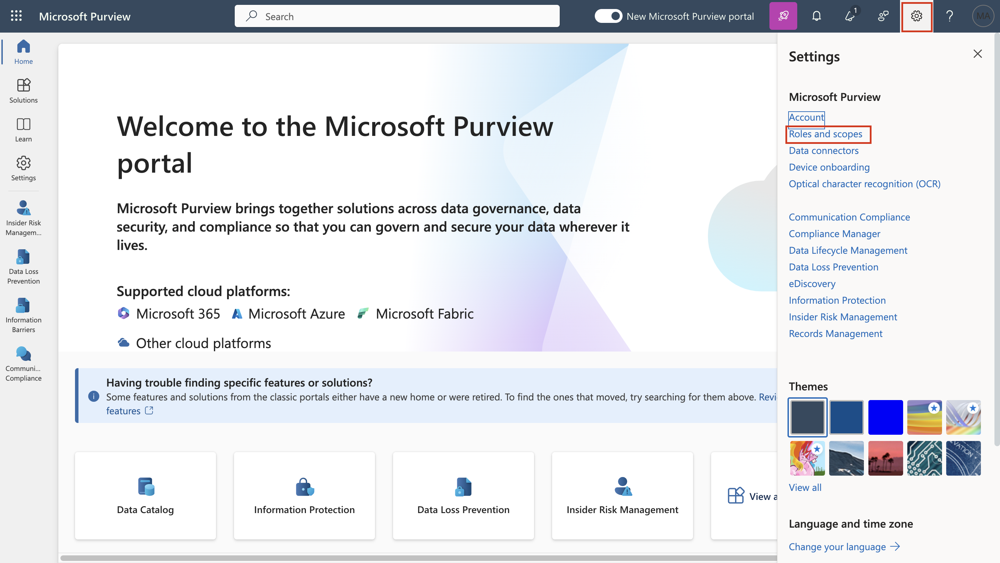 Microsoft Purview
Search
New Microsoft Purview portal
1
MA
Home
Solutions
Learn
Settings
Insider Risk
Managem...
Data Loss
Prevention
Information
Barriers
Communi...
Compliance
Welcome to the Microsoft Purview
portal
Microsoft Purview brings together solutions across data governance, data
security, and compliance so that you can govern and secure your data wherever it
lives.
Supported cloud platforms:
Microsoft 365
Microsoft Azure
Microsoft Fabric
Other cloud platforms
Having trouble finding specific features or solutions?
Some features and solutions from the classic portals either have a new home or were retired. To find the ones that moved, try searching for them above. Revi
features
Data Catalog
Information Protection
Data Loss Prevention
Insider Risk Management
View a
Settings
Microsoft Purview
Account
Roles and scopes
Data connectors
Device onboarding
Optical character recognition (OCR)
Communication Compliance
Compliance Manager
Data Lifecycle Management
Data Loss Prevention
eDiscovery
Information Protection
Insider Risk Management
Records Management
Themes
VATION
View all
Language and time zone
Change your language